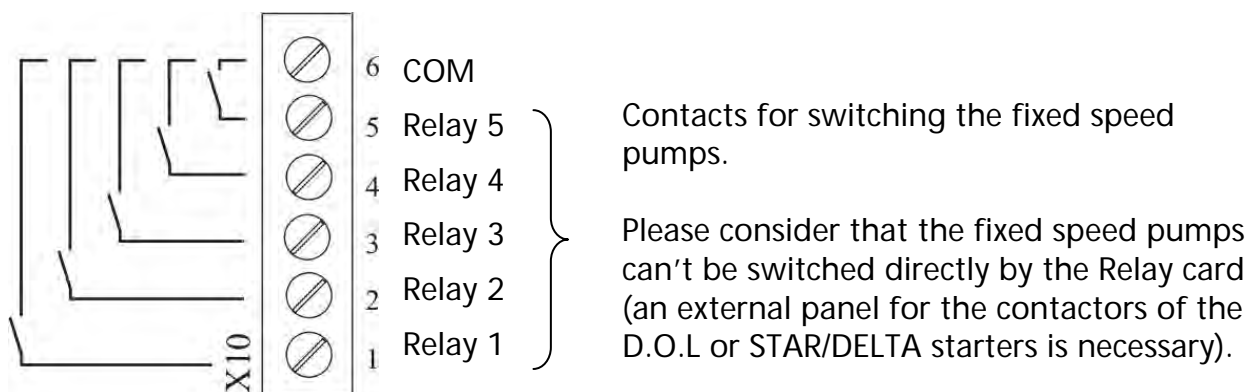 6 COM
5 Relay 5
4 Relay 4
3 Relay 3
2 Relay 2
1 Relay 1
X10
Contacts for switching the fixed speed
pumps.
Please consider that the fixed speed pumps
can't be switched directly by the Relay card
(an external panel for the contactors of the
D.O.L or STAR/DELTA starters is necessary).